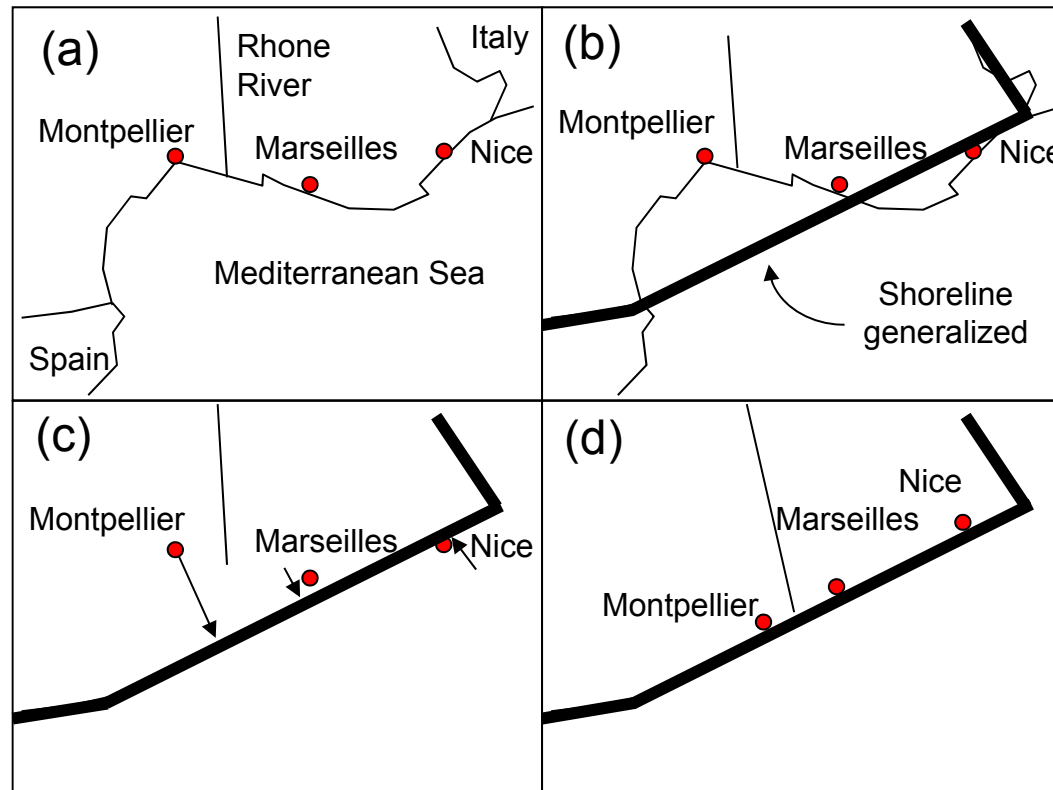 (a)
Rhone
River
Italy
Montpellier
Marseilles
Nice
Mediterranean Sea
Spain
(b)
Montpellier
Marseilles
Nice
Shoreline
generalized
(c)
Montpellier
Marseilles
Nice
(d)
Nice
Marseilles
Montpellier